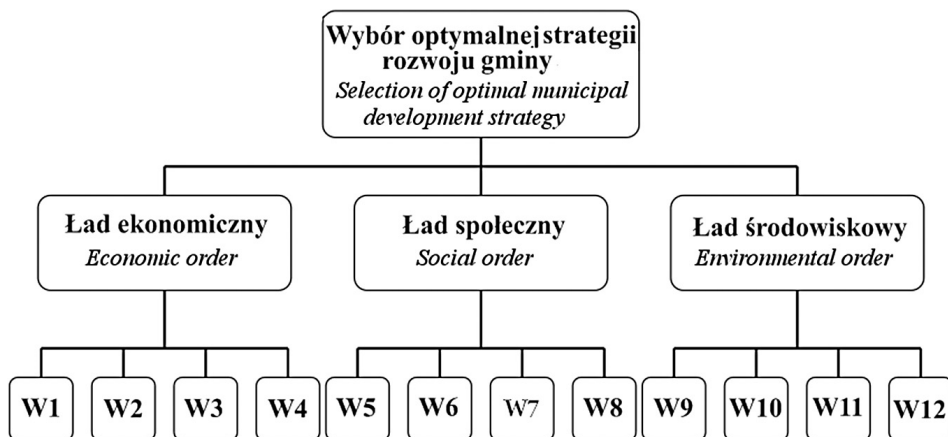 Wybór optymalnej strategii
rozwoju gminy
Selection of optimal municipal
development strategy
Ład ekonomiczny
Economic order
Ład społeczny
Social order
Ład środowiskowy
Environmental order
W1 W2 W3 W4 W5 W6 W7 W8 W9 W10 W11 W12